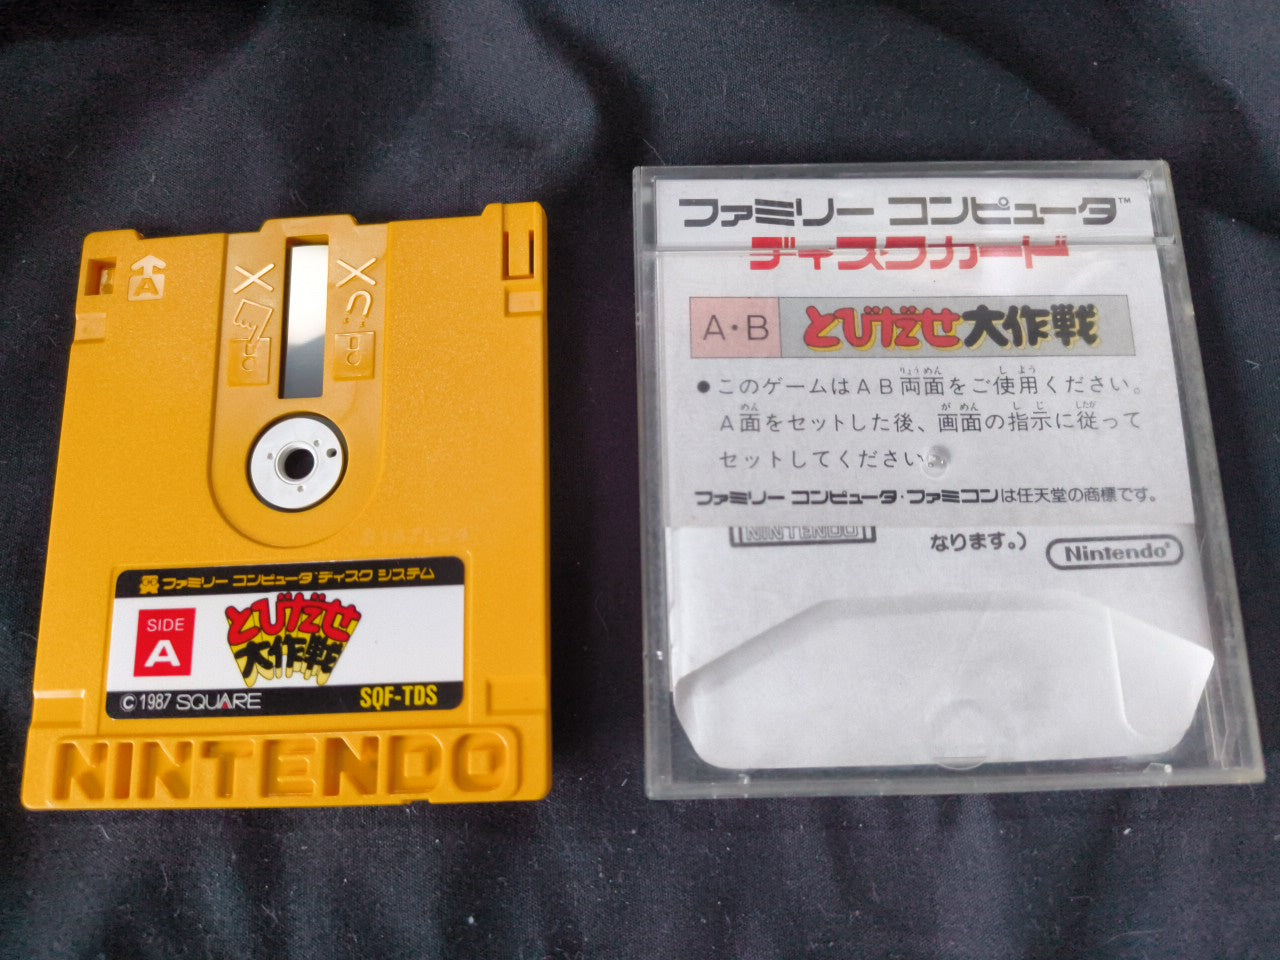 A
ファミリー コンピュータ ディスク システム
SIDE
A
とびだせ
大作戦
© 1987 SQUARE
SQF-TDS
NINTENDO
ファミリー コンピュータ™
ディスクカード
A・B
とびだせ大作戦
●このゲームはAB両面をご使用ください。
A面をセットした後、画面の指示に従って
セットしてください。
ファミリー コンピュータ・ファミコンは任天堂の商標です。
NINTENDO
なります。)
Nintendo®